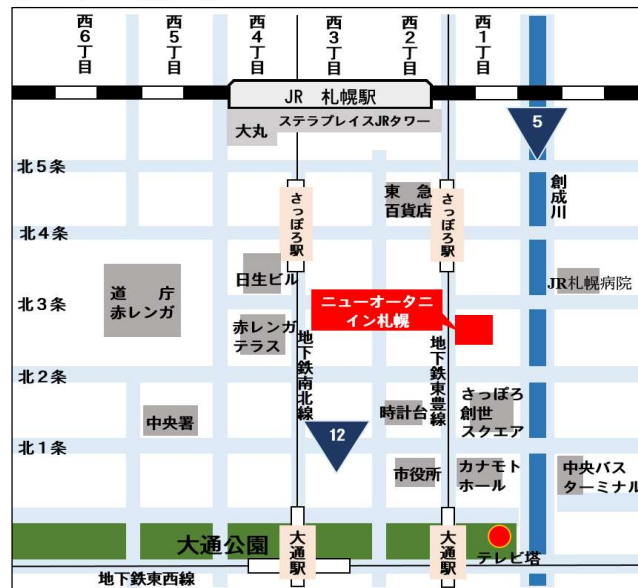 西6丁目
西5丁目
西4丁目
西3丁目
西2丁目
西1丁目
JR 札幌駅
大丸
ステラプレイスJRタワー
5
北5条
さっぽろ駅
東急
百貨店
さっぽろ駅
創成川
北4条
日生ビル
道 庁
赤レンガ
JR札幌病院
北3条
ニューオータニ
イン札幌
赤レンガ
テラス
地下鉄南北線
地下鉄東豊線
北2条
中央署
時計台
さっぽろ
創世
スクエア
12
北1条
市役所
カナモト
ホール
中央バス
ターミナル
大通公園
大通駅
大通駅
テレビ塔
地下鉄東西線